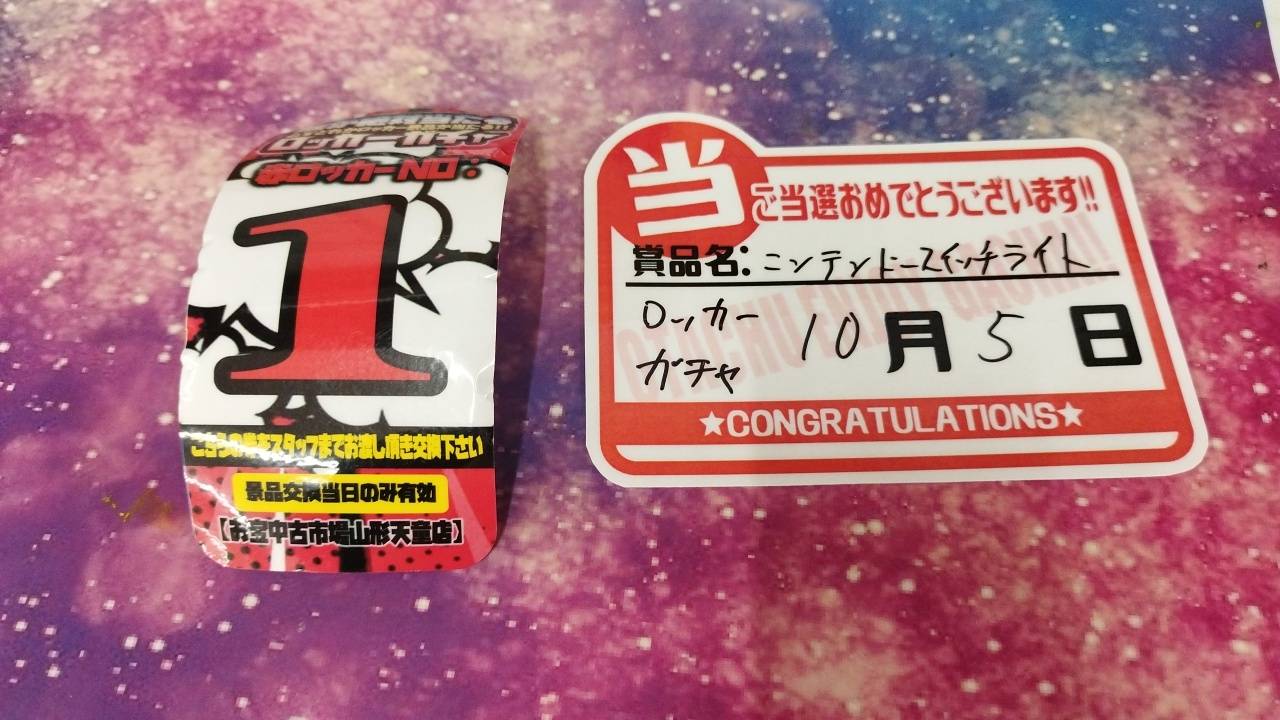 ロッカーガチャ
赤ロッカーNO:
1
こちらの券をスタッフまでお渡し頂き交換下さい
景品交換当日のみ有効
【お宝中古市場山形天童店】
当
ご当選おめでとうございます!!
賞品名: ニンテンドースイッチライト
ロッカー
ガチャ
10月5日
★CONGRATULATIONS★